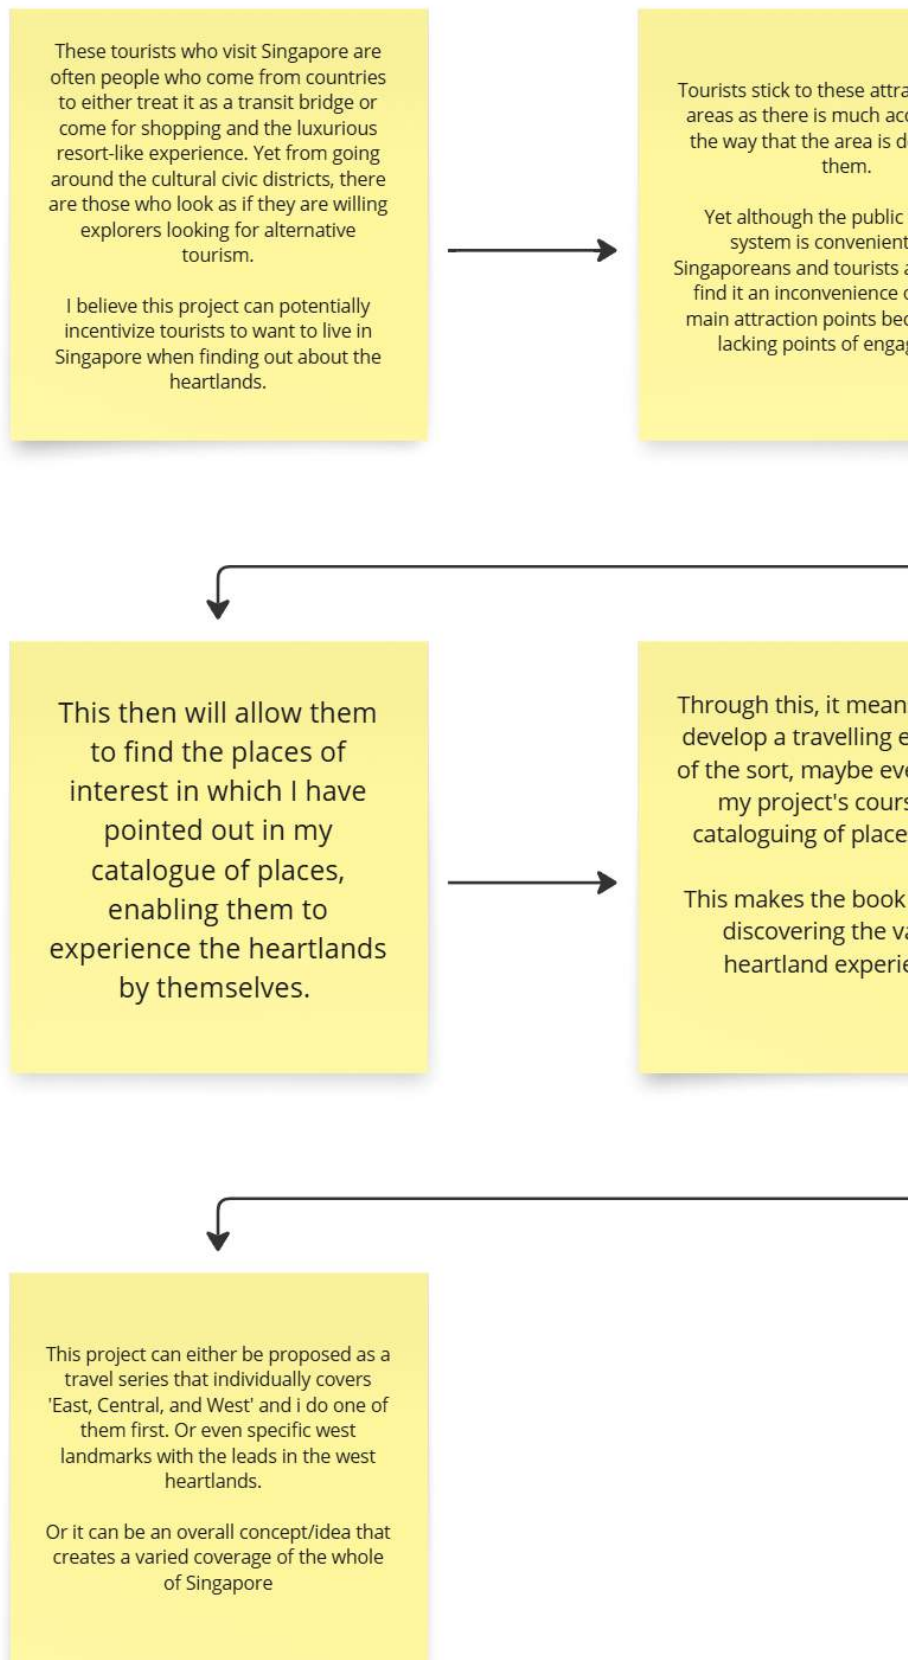 These tourists who visit Singapore are
often people who come from countries
to either treat it as a transit bridge or
come for shopping and the luxurious
resort-like experience. Yet from going
around the cultural civic districts, there
are those who look as if they are willing
explorers looking for alternative
tourism.
I believe this project can potentially
incentivize tourists to want to live in
Singapore when finding out about the
heartlands.
Tourists stick to these
areas as there is much
the way that the area is
them.
Yet although the public
system is convenient
Singaporeans and tourists
find it an inconvenience
main attraction points
lacking points of
This then will allow them
to find the places of
interest in which I have
pointed out in my
catalogue of places,
enabling them to
experience the heartlands
by themselves.
Through this, it
develop a travelling
of the sort, maybe
my project's
cataloguing of
This makes the book
discovering the
heartland
This project can either be proposed as a
travel series that individually covers
'East, Central, and West' and i do one of
them first. Or even specific west
landmarks with the leads in the west
heartlands.
Or it can be an overall concept/idea that
creates a varied coverage of the whole
of Singapore